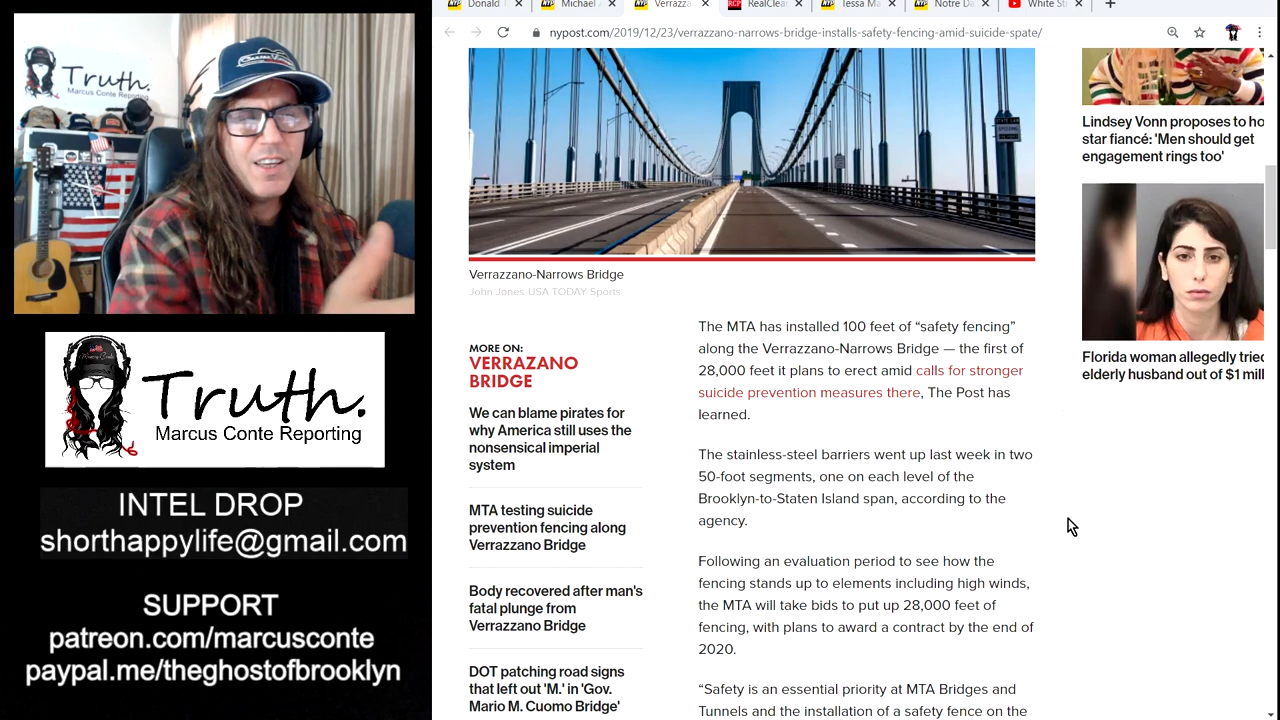 Truth.
Marcus Conte Reporting
Truth.
Marcus Conte Reporting
INTEL DROP
shorthappylife@gmail.com
SUPPORT
patreon.com/marcusconte
paypal.me/theghostofbrooklyn
Donald
Michael
Verrazz
RealClea
Tessa Ma
Notre Da
White S
nypost.com/2019/12/23/verrazzano-narrows-bridge-installs-safety-fencing-amid-suicide-spate/
Verrazzano-Narrows Bridge
John Jones-USA TODAY Sports
MORE ON:
VERRAZANO
BRIDGE
We can blame pirates for
why America still uses the
nonsensical imperial
system
MTA testing suicide
prevention fencing along
Verrazzano Bridge
Body recovered after man's
fatal plunge from
Verrazzano Bridge
DOT patching road signs
that left out 'M.' in 'Gov.
Mario M. Cuomo Bridge'
The MTA has installed 100 feet of “safety fencing”
along the Verrazzano-Narrows Bridge — the first of
28,000 feet it plans to erect amid calls for stronger
suicide prevention measures there, The Post has
learned.
The stainless-steel barriers went up last week in two
50-foot segments, one on each level of the
Brooklyn-to-Staten Island span, according to the
agency.
Following an evaluation period to see how the
fencing stands up to elements including high winds,
the MTA will take bids to put up 28,000 feet of
fencing, with plans to award a contract by the end of
2020.
“Safety is an essential priority at MTA Bridges and
Tunnels and the installation of a safety fence on the
Lindsey Vonn proposes to ho
star fiancé: 'Men should get
engagement rings too'
Florida woman allegedly tried
elderly husband out of $1 mill